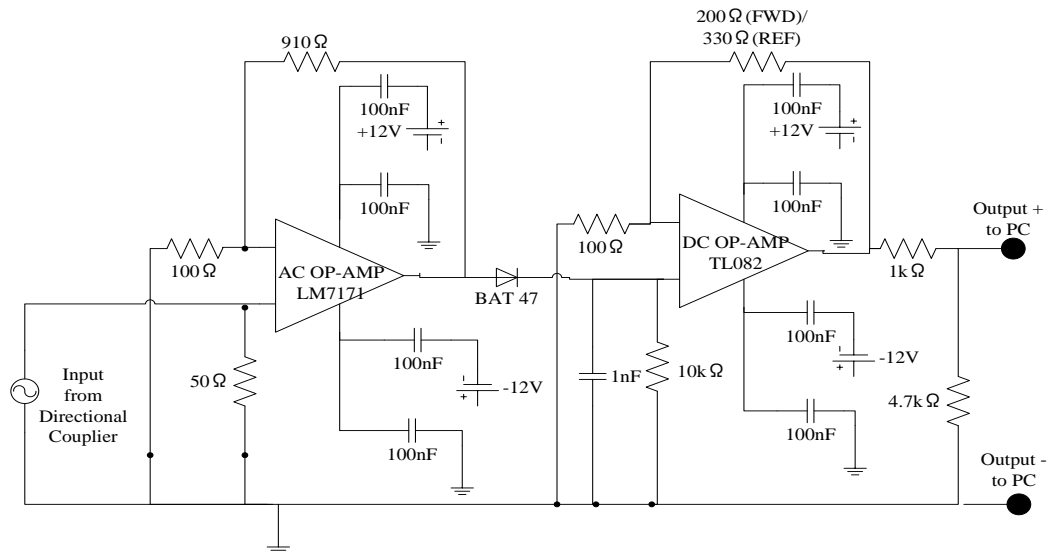 910Ω
200Ω(FWD)/
330Ω(REF)
100nF
+12V
+
-
100nF
100nF
+12V
+
-
100nF
100Ω
AC OP-AMP
LM7171
BAT 47
100Ω
DC OP-AMP
TL082
1kΩ
Output +
to PC
Input
from
Directional
Couplier
50Ω
100nF
-
+
-12V
100nF
1nF
10kΩ
100nF
-
+
-12V
100nF
4.7kΩ
Output -
to PC